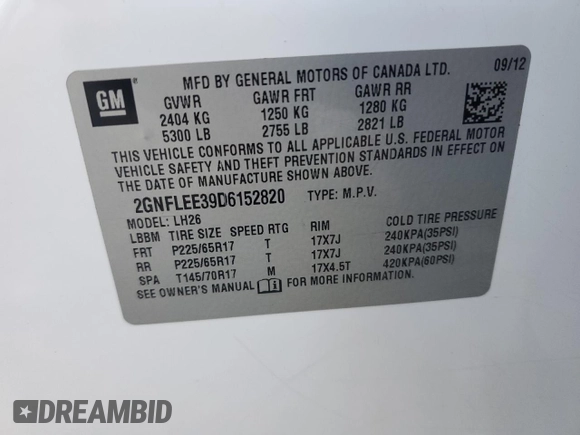 GM
MFD BY GENERAL MOTORS OF CANADA LTD. 09/12
GVWR GAWR FRT GAWR RR
2404 KG 1250 KG 1280 KG
5300 LB 2755 LB 2821 LB
THIS VEHICLE CONFORMS TO ALL APPLICABLE U.S. FEDERAL MOTOR
VEHICLE SAFETY AND THEFT PREVENTION STANDARDS IN EFFECT ON
THE DATE OF MANUFACTURE SHOWN ABOVE.
2GNFLEE39D6152820 TYPE: M.P.V.
MODEL: LH26
LBBM TIRE SIZE SPEED RTG RIM COLD TIRE PRESSURE
FRT P225/65R17 T 17X7J 240KPA(35PSI)
RR P225/65R17 T 17X7J 240KPA(35PSI)
SPA T145/70R17 M 17X4.5T 420KPA(60PSI)
SEE OWNER'S MANUAL FOR MORE INFORMATION.
DREAMBID